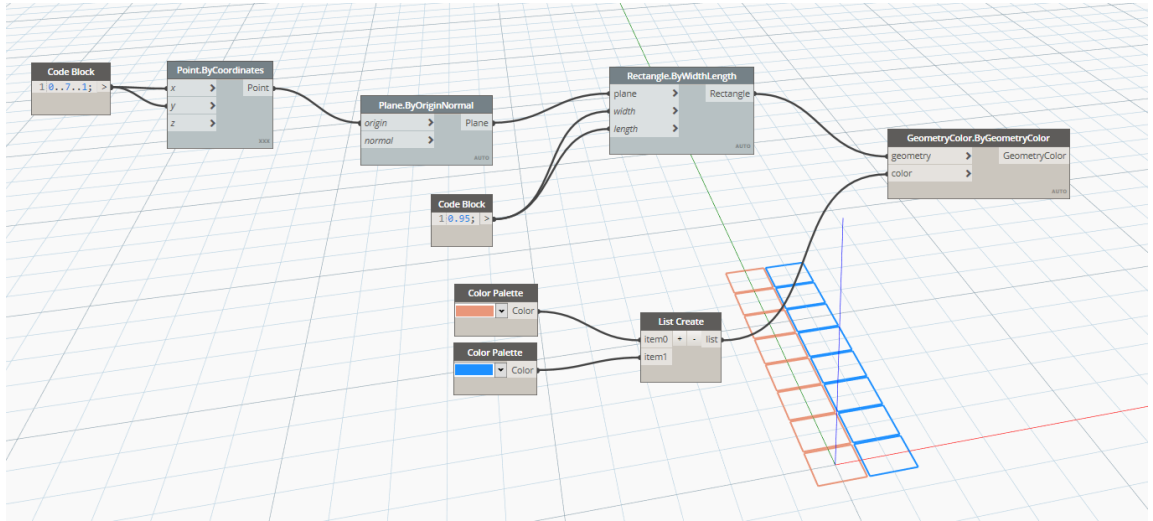 Code Block
1 0..7..1; >
Point.ByCoordinates
x > Point
y >
z >
xxx
Plane.ByOriginNormal
origin > Plane
normal >
AUTO
Rectangle.ByWidthLength
plane > Rectangle
width >
length >
AUTO
GeometryColor.ByGeometryColor
geometry > GeometryColor
color >
AUTO
Code Block
1 0.95; >
Color Palette
Color
Color Palette
Color
List Create
item0 + - list
item1